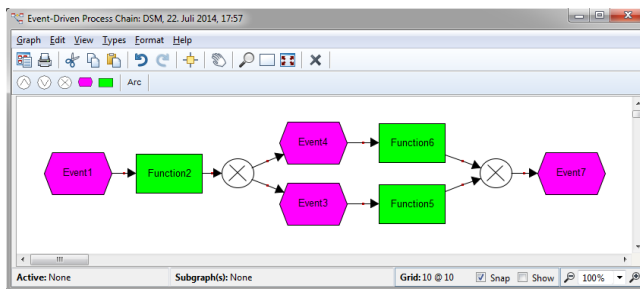 Event-Driven Process Chain: DSM, 22. Juli 2014, 17:57
Graph Edit View Types Format Help
Arc
Event4 Function6
Event1 Function2 Event7
Event3 Function5
Active: None Subgraph(s): None Grid: 10 @ 10 Snap Show 100%